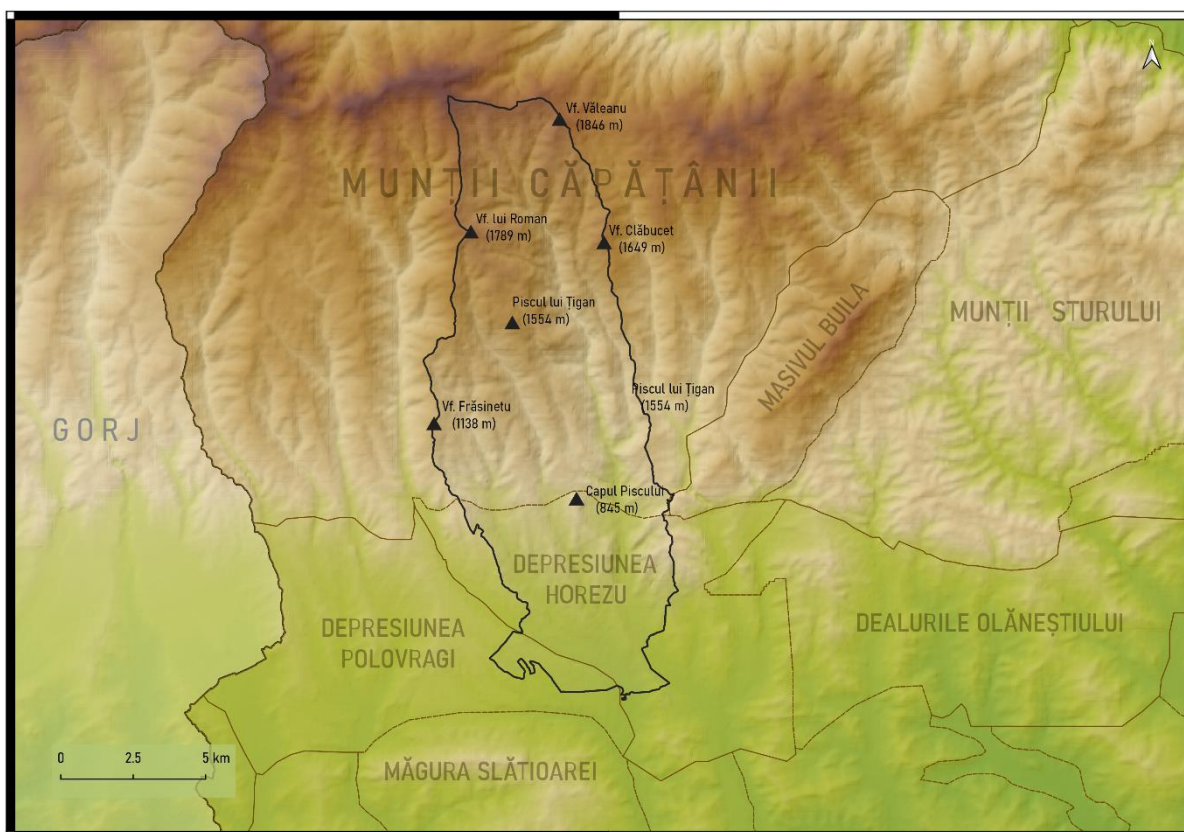 N
Vf. Văleanu
(1846 m)
MUNȚII CĂPĂȚÂNII
Vf. lui Roman
(1789 m)
Vf. Clăbucet
(1649 m)
Piscul lui Țigan
(1554 m)
MUNȚII STURULUI
MASIVUL BUILA
Piscul lui Țigan
(1554 m)
Vf. Frăsinetu
(1138 m)
GORJ
Capul Piscului
(845 m)
DEPRESIUNEA
HOREZU
DEPRESIUNEA
POLOVRAGI
DEALURILE OLĂNEȘTIULUI
0 2.5 5 km
MĂGURA SLĂTIOAREI